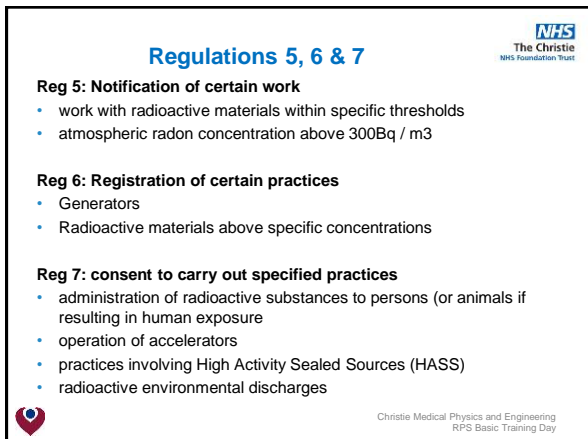 NHS
The Christie
NHS Foundation Trust
Regulations 5, 6 & 7
Reg 5: Notification of certain work
• work with radioactive materials within specific thresholds
• atmospheric radon concentration above 300Bq / m3
Reg 6: Registration of certain practices
• Generators
• Radioactive materials above specific concentrations
Reg 7: consent to carry out specified practices
• administration of radioactive substances to persons (or animals if
resulting in human exposure
• operation of accelerators
• practices involving High Activity Sealed Sources (HASS)
• radioactive environmental discharges
Christie Medical Physics and Engineering
RPS Basic Training Day